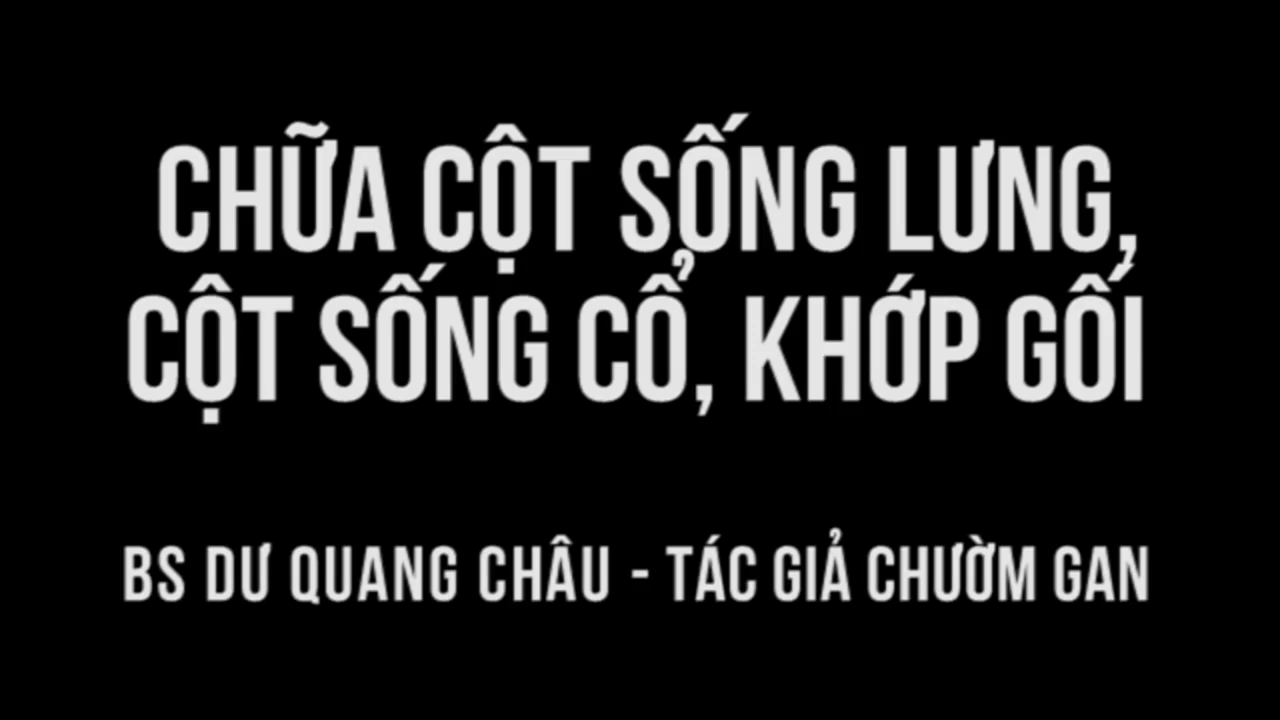 CHỮA CỘT SỐNG LƯNG,
CỘT SỐNG CỔ, KHỚP GỐI
BS DƯ QUANG CHÂU - TÁC GIẢ CHƯỜM GAN